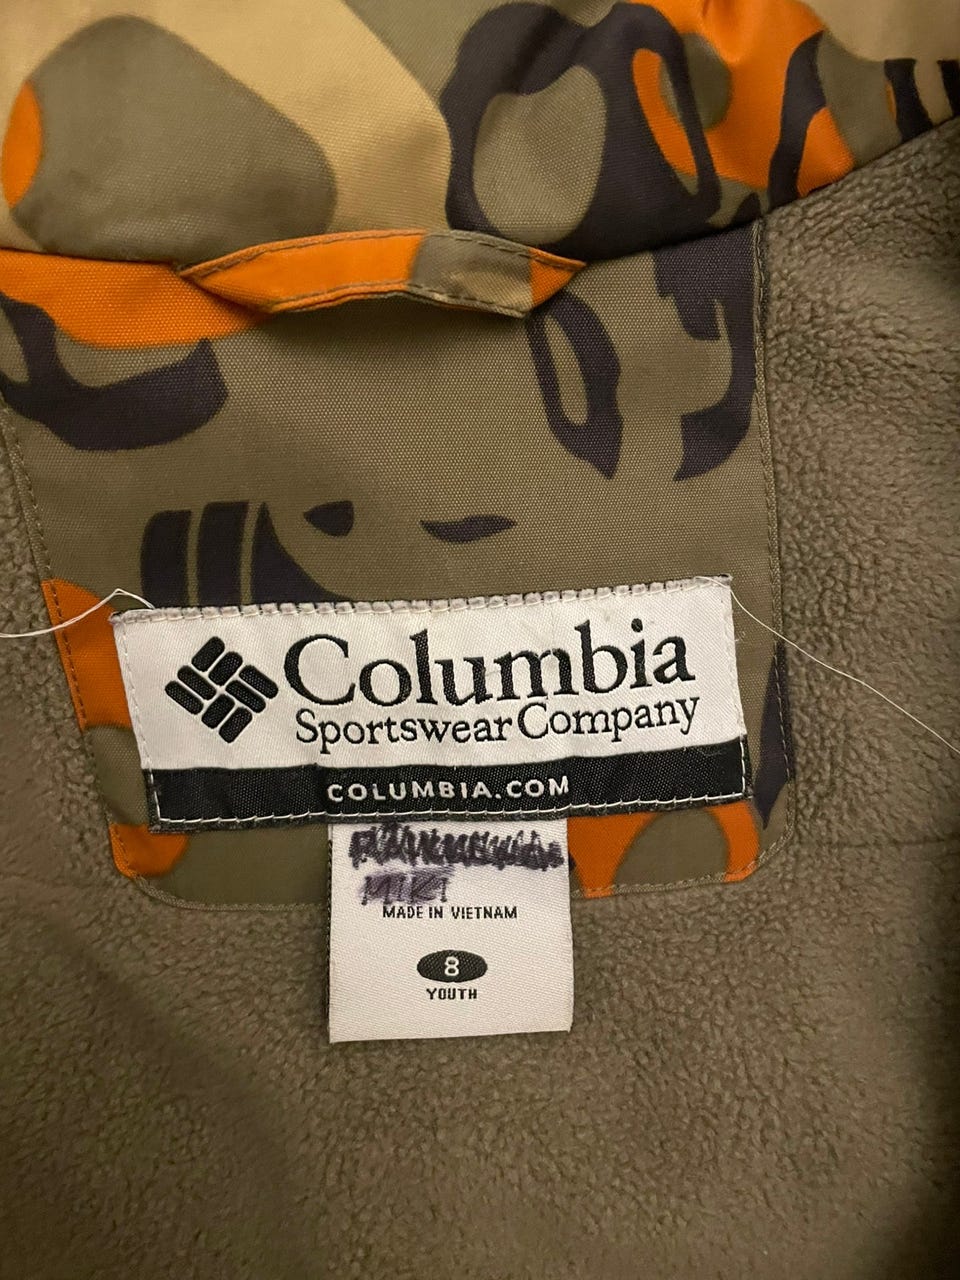 Columbia
Sportswear Company
COLUMBIA.COM
MIKI
MADE IN VIETNAM
8
YOUTH